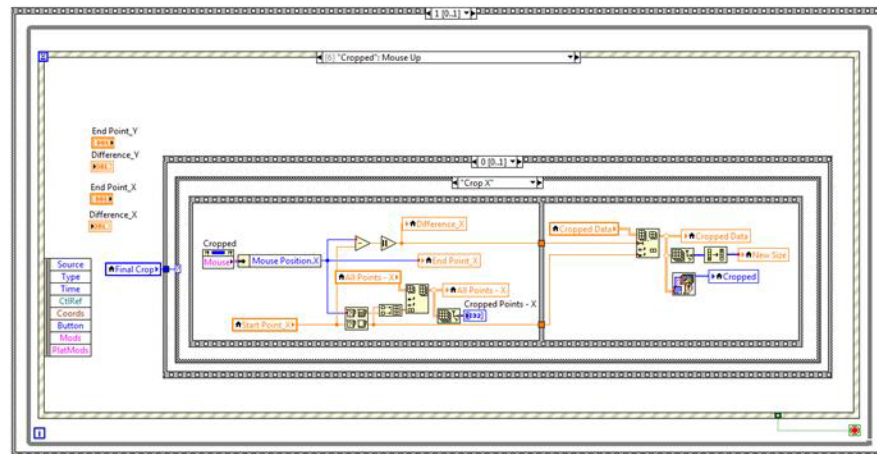 1 [0..1]
[6] "Cropped": Mouse Up
End Point_Y
Difference_Y
End Point_X
Difference_X
0 [0..1]
"Crop X"
Source
Type
Time
CtlRef
Coords
Button
Mods
PlatMods
Final Crop
Cropped
Mouse
Mouse Position.X
Difference_X
End Point_X
All Points - X
All Points - X
Cropped Points - X
Start Point_X
Cropped Data
Cropped Data
New Size
Cropped